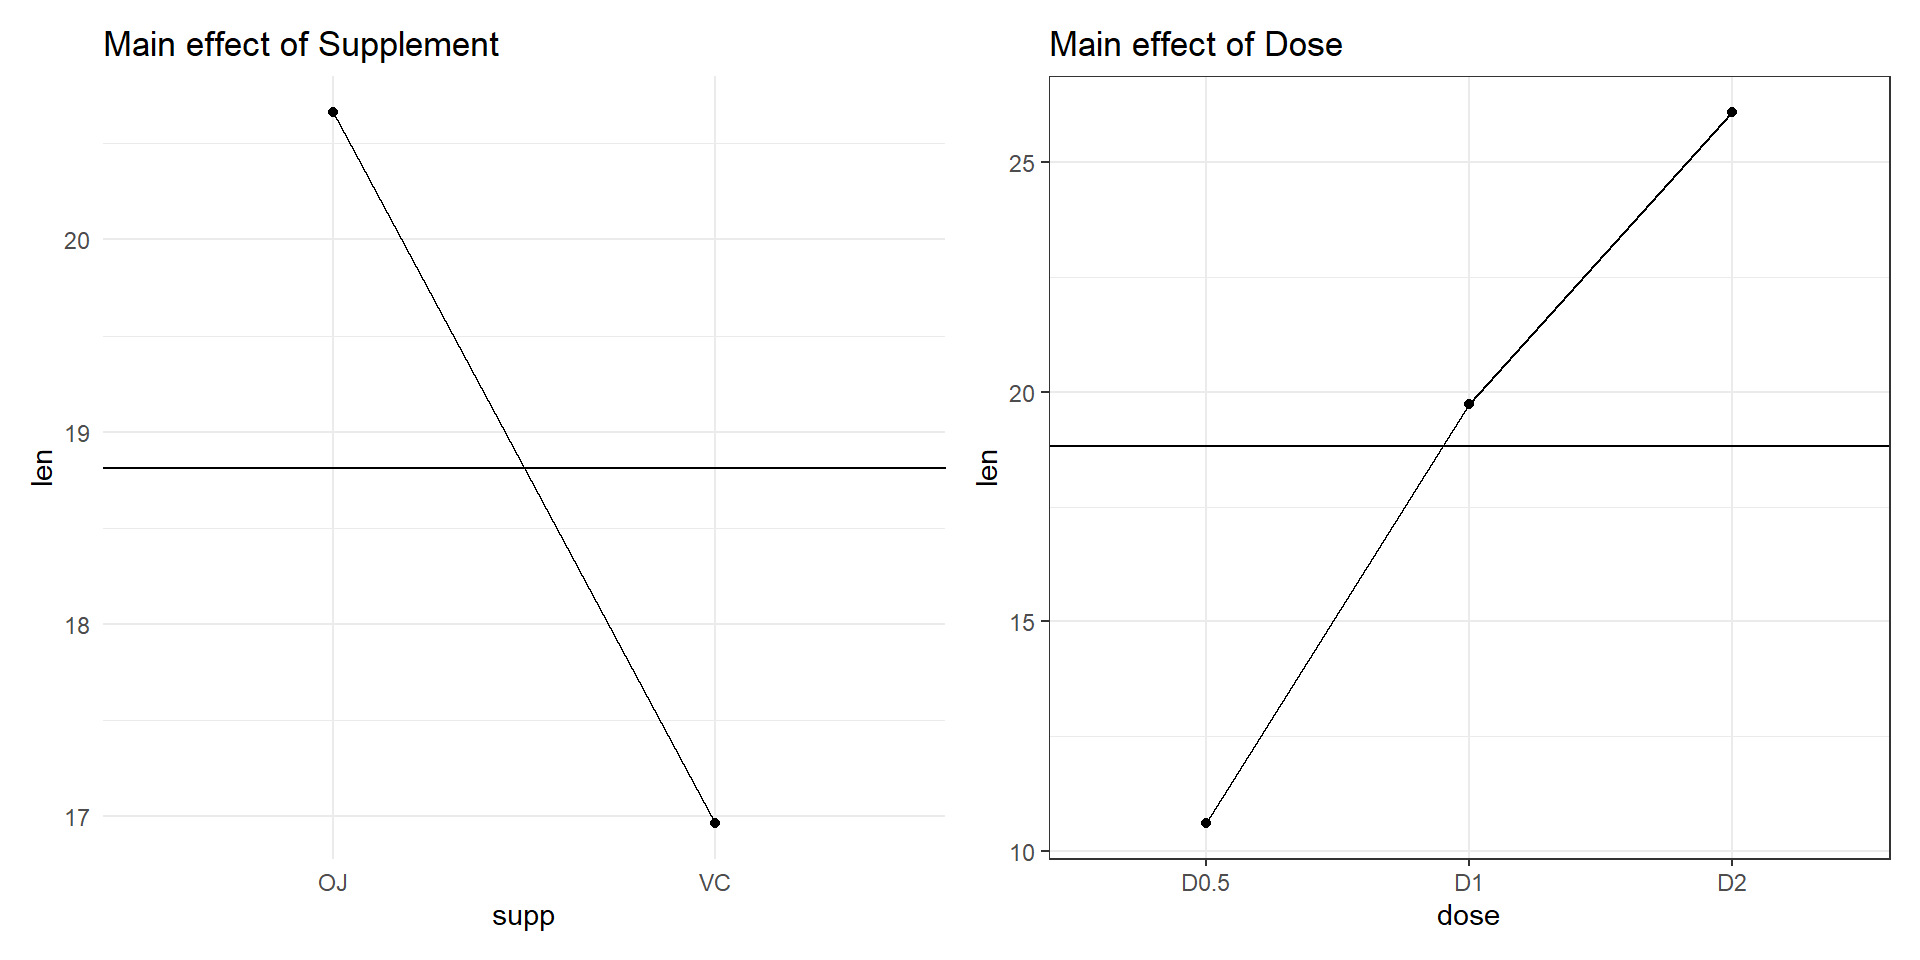 Main effect of Supplement
len
20
19
18
17
OJ VC
supp
Main effect of Dose
len
25
20
15
10
D0.5 D1 D2
dose